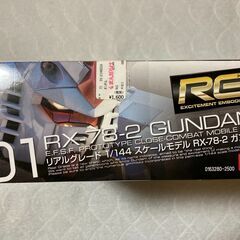 RG
EXCITEMENT EMBOD
¥1,600
01
RX-78-2 GUNDAM
E.F.S.F. PROTOTYPE CLOSE-COMBAT MOBILE
リアルグレード 1/144 スケールモデル RX-78-2 ガ
0163280-2500